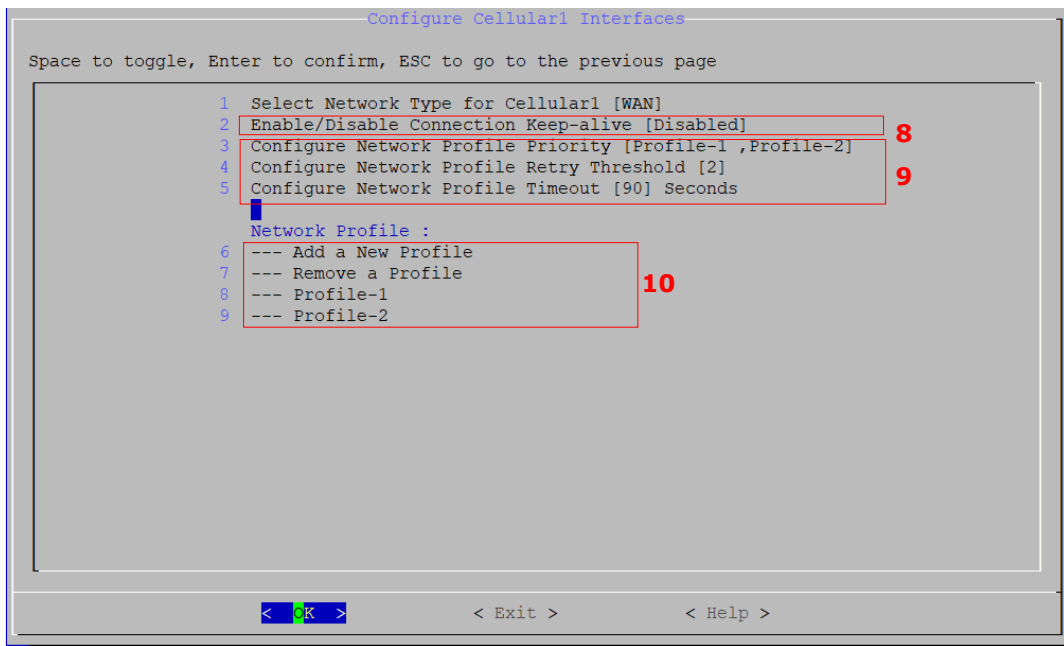 Configure Cellular1 Interfaces
Space to toggle, Enter to confirm, ESC to go to the previous page
1 Select Network Type for Cellular1 [WAN]
2 Enable/Disable Connection Keep-alive [Disabled]
8
3 Configure Network Profile Priority [Profile-1 ,Profile-2]
4 Configure Network Profile Retry Threshold [2]
9
5 Configure Network Profile Timeout [90] Seconds
Network Profile :
6 --- Add a New Profile
7 --- Remove a Profile
10
8 --- Profile-1
9 --- Profile-2
< OK > < Exit > < Help >